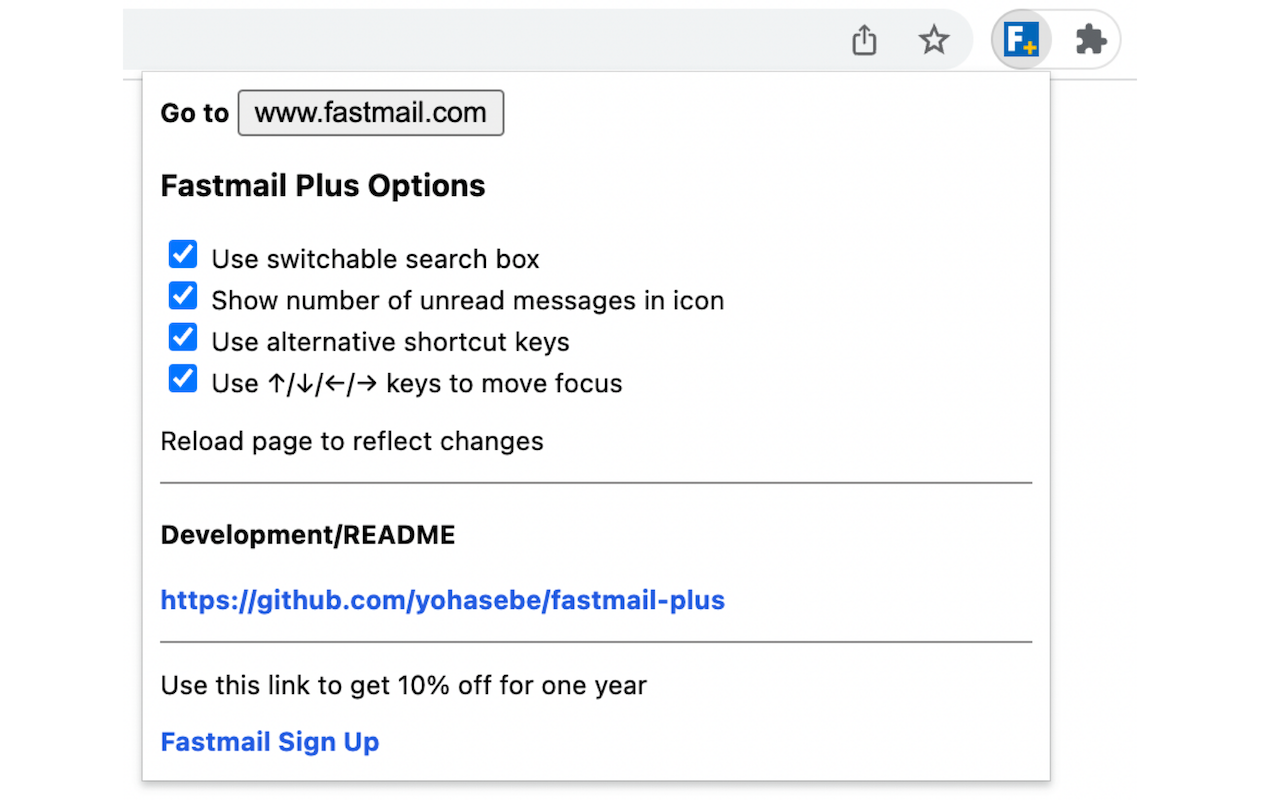 F+
Go to www.fastmail.com
Fastmail Plus Options
Use switchable search box
Show number of unread messages in icon
Use alternative shortcut keys
Use ↑/↓/←/→ keys to move focus
Reload page to reflect changes
Development/README
https://github.com/yohasebe/fastmail-plus
Use this link to get 10% off for one year
Fastmail Sign Up